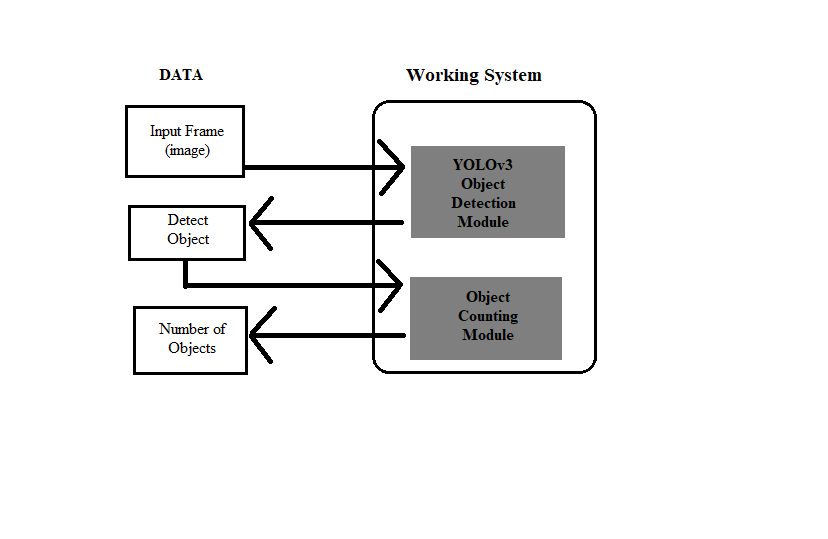 DATA
Working System
Input Frame
(image)
YOLOv3
Object
Detection
Module
Detect
Object
Object
Counting
Module
Number of
Objects